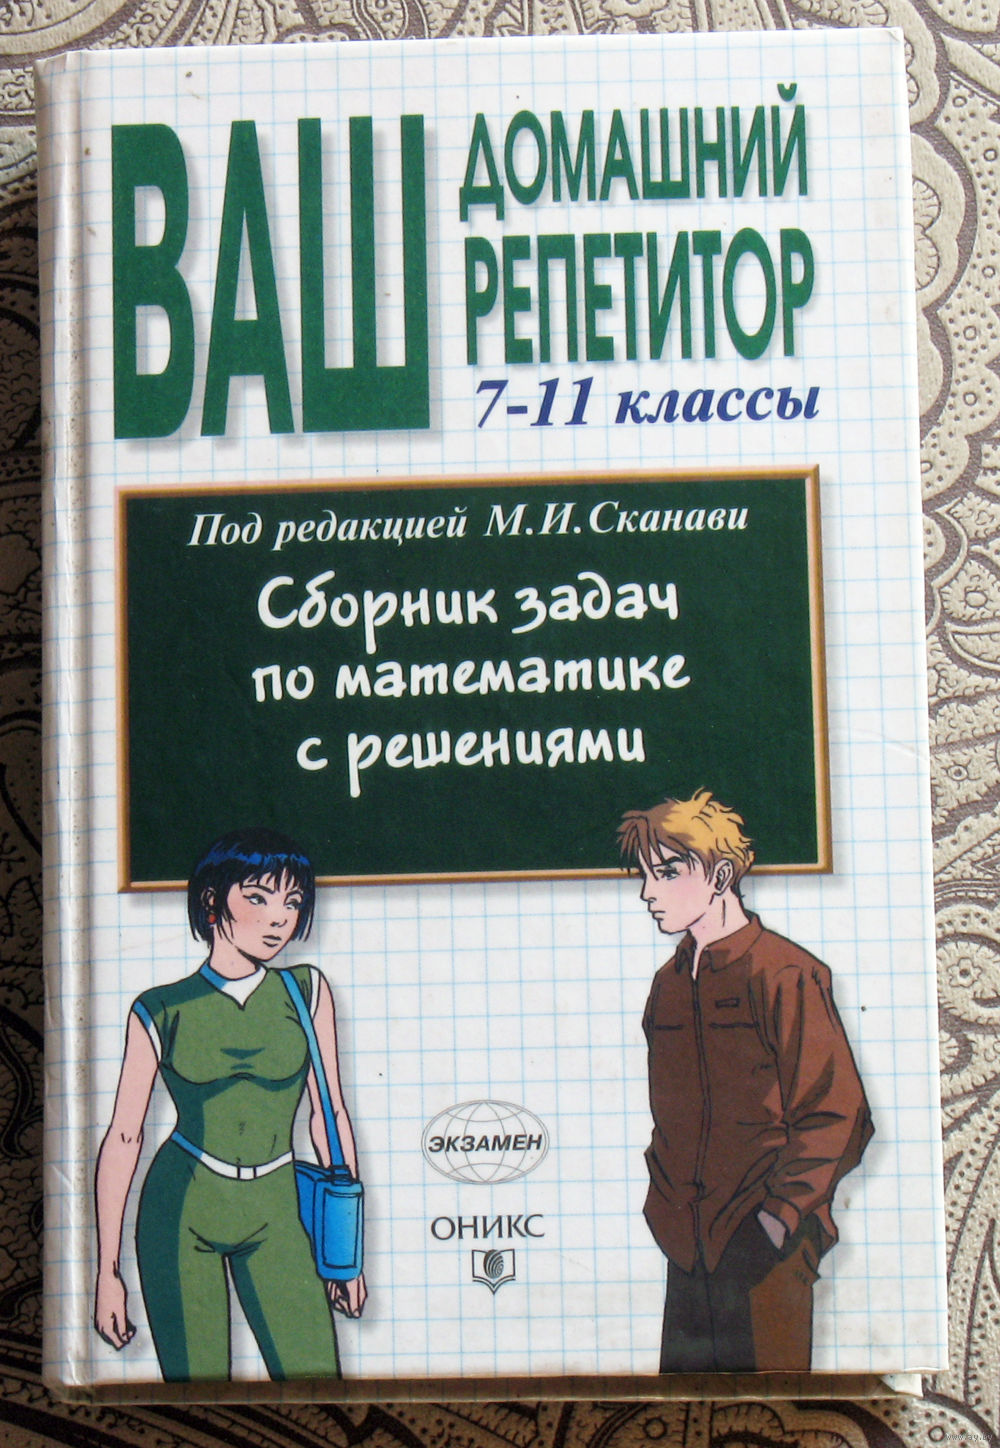 ВАШ
ДОМАШНИЙ
РЕПЕТИТОР
7-11 классы
Под редакцией М.И.Сканави
Сборник задач
по математике
с решениями
ЭКЗАМЕН
ОНИКС